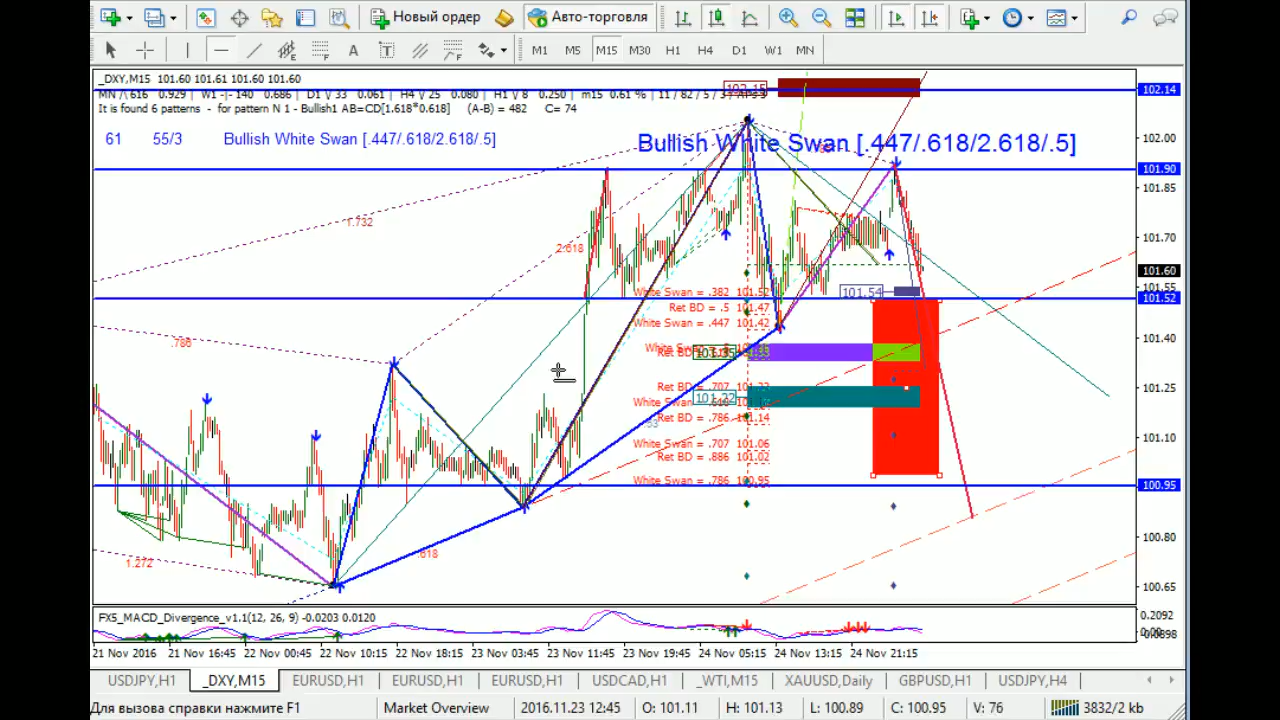 Новый ордер Авто-торговля
M1 M5 M15 M30 H1 H4 D1 W1 MN
_DXY,M15 101.60 101.61 101.60 101.60
It is found 6 patterns - for pattern N 1 - Bullish1 AB=CD[1.618*0.618] (A-B) = 482 C= 74
61 55/3 Bullish White Swan [.447/.618/2.618/.5]
Bullish White Swan [.447/.618/2.618/.5]
102.14
102.00
101.90
101.85
101.70
101.60
101.52
101.40
101.25
101.10
100.95
100.80
100.65
1.732
2.618
.786
1.272
.618
101.54
White Swan = .382 101.52
Ret BD = .5 101.47
White Swan = .447 101.42
101.22
Ret BD = .786 101.14
White Swan = .707 101.06
Ret BD = .886 101.02
White Swan = .786 100.95
FX5_MACD_Divergence_v1.1(12, 26, 9) -0.0203 0.0120
0.2092
21 Nov 2016 21 Nov 16:45 22 Nov 00:45 22 Nov 10:15 22 Nov 18:15 23 Nov 03:45 23 Nov 11:45 23 Nov 19:45 24 Nov 05:15 24 Nov 13:15 24 Nov 21:15
USDJPY,H1 _DXY,M15 EURUSD,H1 EURUSD,H1 EURUSD,H1 USDCAD,H1 _WTI,M15 XAUUSD,Daily GBPUSD,H1 USDJPY,H4
Для вызова справки нажмите F1 Market Overview 2016.11.23 12:45 O: 101.11 H: 101.13 L: 100.89 C: 100.95 V: 76 3832/2 kb